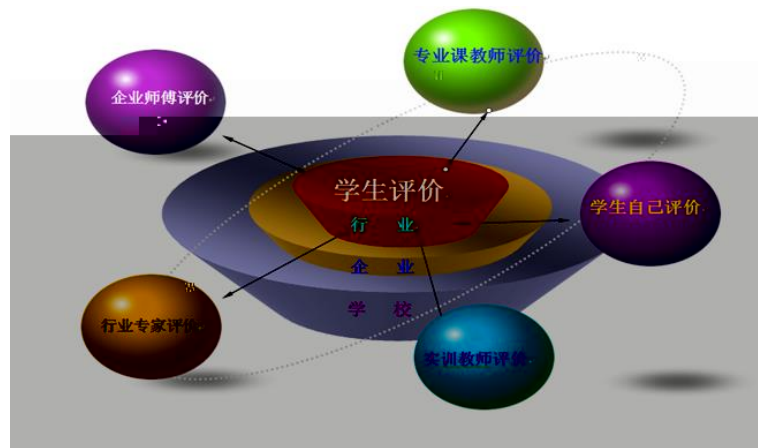 专业课教师评价
企业师傅评价
学生评价
学生自己评价
行 业
企 业
学 校
行业专家评价
实训教师评价